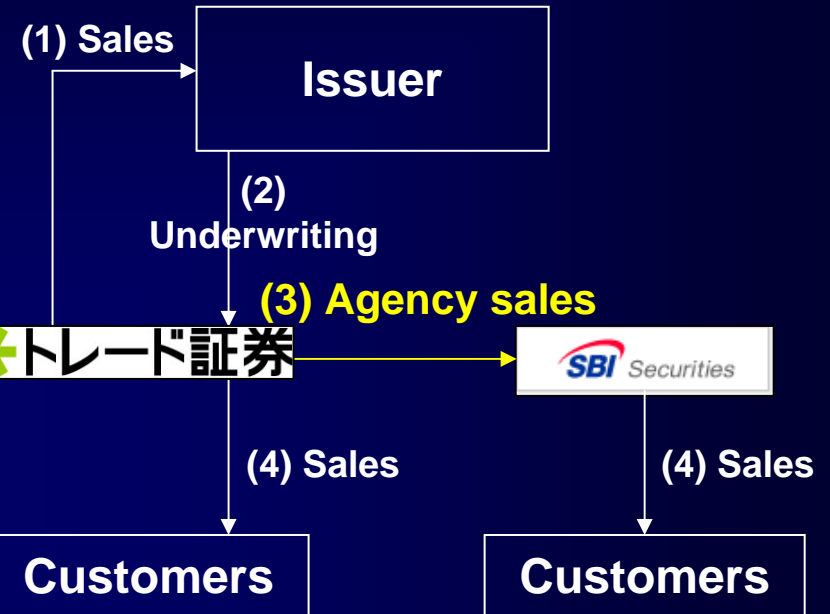 (1) Sales
Issuer
(2)
Underwriting
(3) Agency sales
トレード証券
SBI Securities
(4) Sales
(4) Sales
Customers
Customers